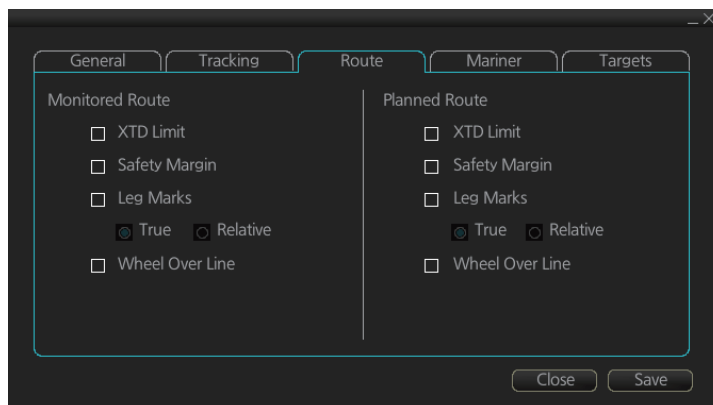 General Tracking Route Mariner Targets
Monitored Route
XTD Limit
Safety Margin
Leg Marks
True Relative
Wheel Over Line
Planned Route
XTD Limit
Safety Margin
Leg Marks
True Relative
Wheel Over Line
Close Save